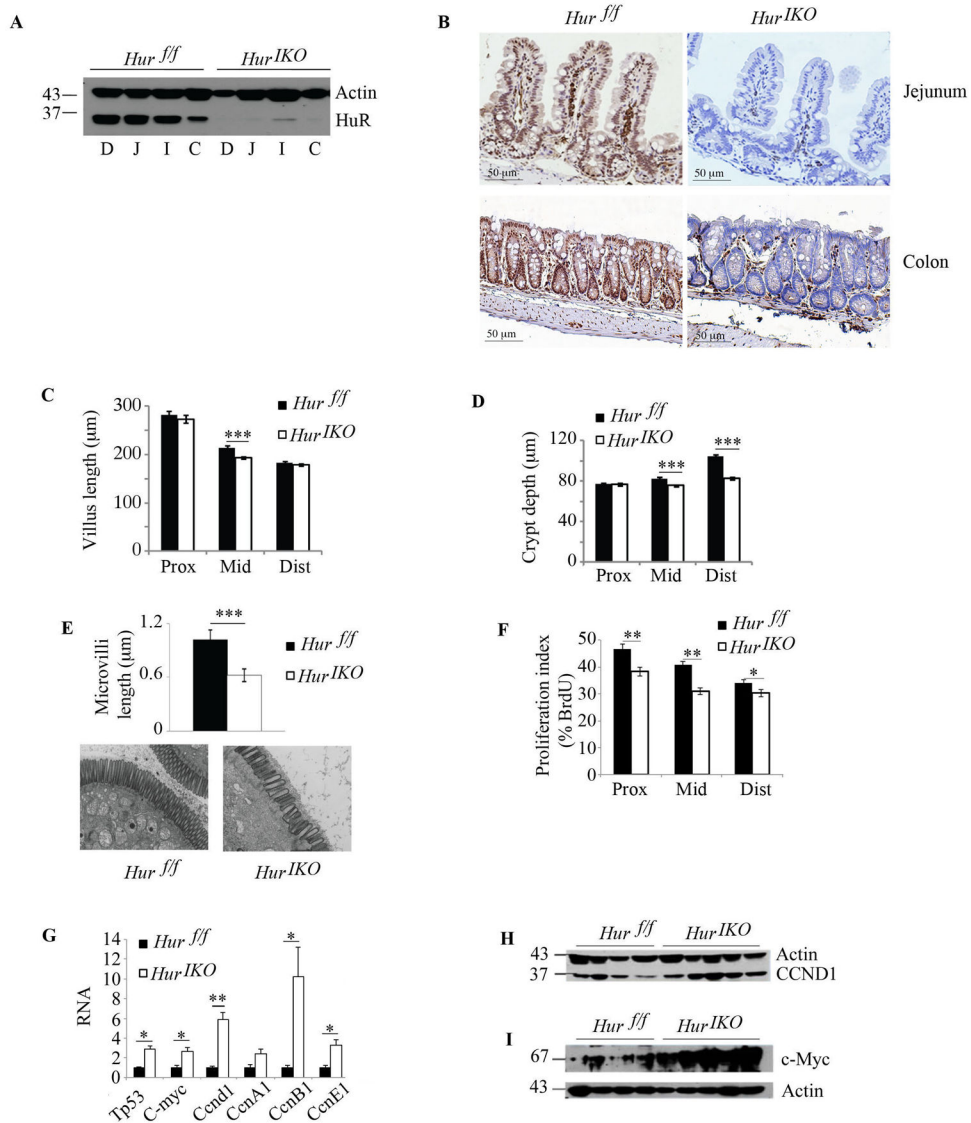 A
Hur f/f
Hur IKO
43
37
Actin
HuR
D J I C D J I C
B
Hur f/f
Hur IKO
50 µm
50 µm
Jejunum
50 µm
50 µm
Colon
C
Villus length (µm)
300
200
100
0
***
Hur f/f
Hur IKO
Prox Mid Dist
D
Crypt depth (µm)
120
80
40
0
***
***
Hur f/f
Hur IKO
Prox Mid Dist
E
Microvilli length (µm)
1.2
0.6
0
***
Hur f/f
Hur IKO
Hur f/f
Hur IKO
F
Proliferation index
(% BrdU)
50
40
30
20
10
0
**
**
*
Hur f/f
Hur IKO
Prox Mid Dist
G
RNA
14
12
10
8
6
4
2
0
Hur f/f
Hur IKO
*
*
**
*
*
Tp53
C-myc
Ccnd1
CcnA1
CcnB1
CcnE1
H
Hur f/f
Hur IKO
43
37
Actin
CCND1
I
Hur f/f
Hur IKO
67
43
c-Myc
Actin